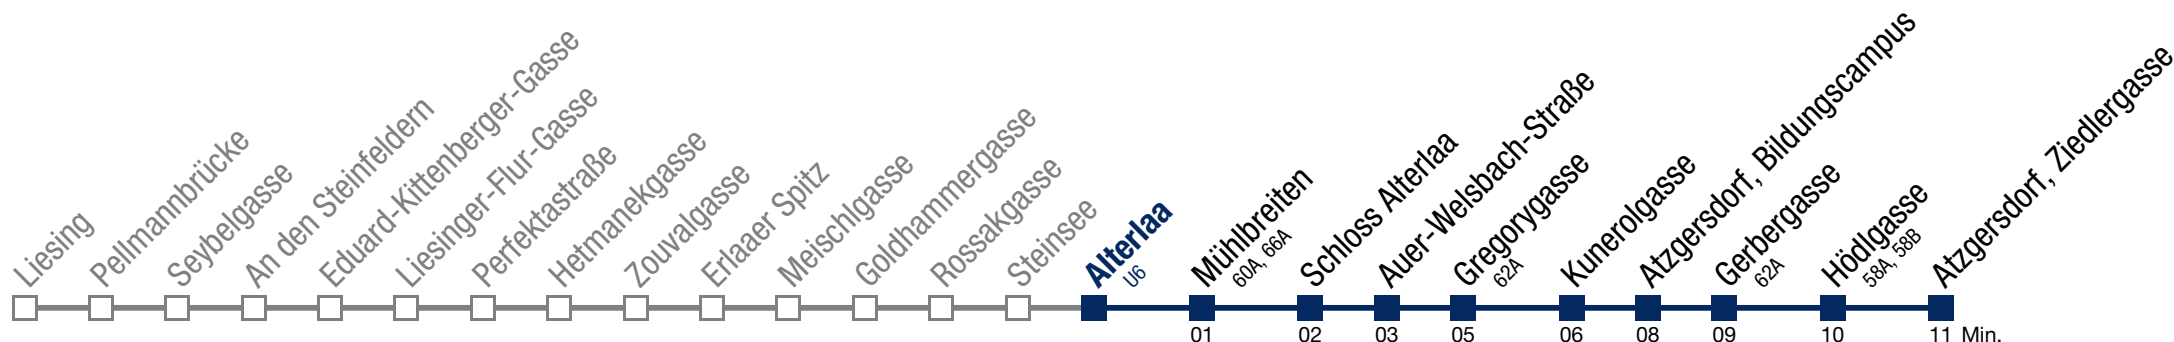 Liesing
Pellmannbrücke
Seybelgasse
An den Steinfeldern
Eduard-Kittenberger-Gasse
Liesinger-Flur-Gasse
Perfektastraße
Hetmanekgasse
Zouvalgasse
Erlaaer Spitz
Meischlgasse
Goldhammergasse
Rossakgasse
Steinsee
Alterlaa
U6
Mühlbreiten
60A, 66A
Schloss Alterlaa
Auer-Welsbach-Straße
Gregorygasse
62A
Kunerolgasse
Atzgersdorf, Bildungscampus
Gerbergasse
62A
Hödlgasse
58A, 58B
Atzgersdorf, Ziedlergasse
01 02 03 05 06 08 09 10 11 Min.